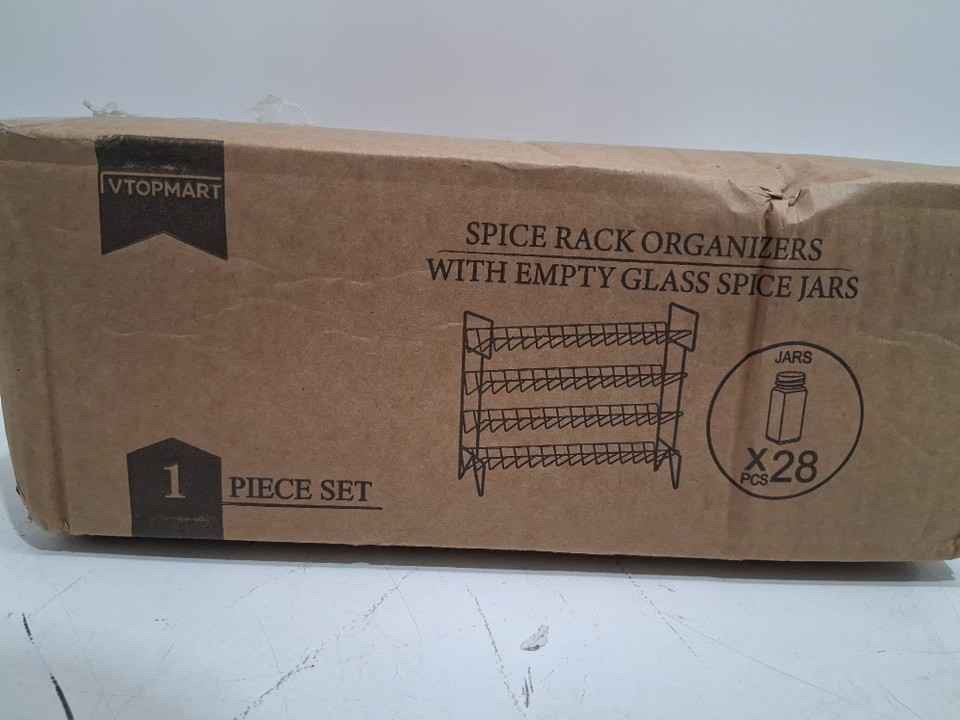 VTOPMART
SPICE RACK ORGANIZERS
WITH EMPTY GLASS SPICE JARS
JARS
X28
PCS
1 PIECE SET